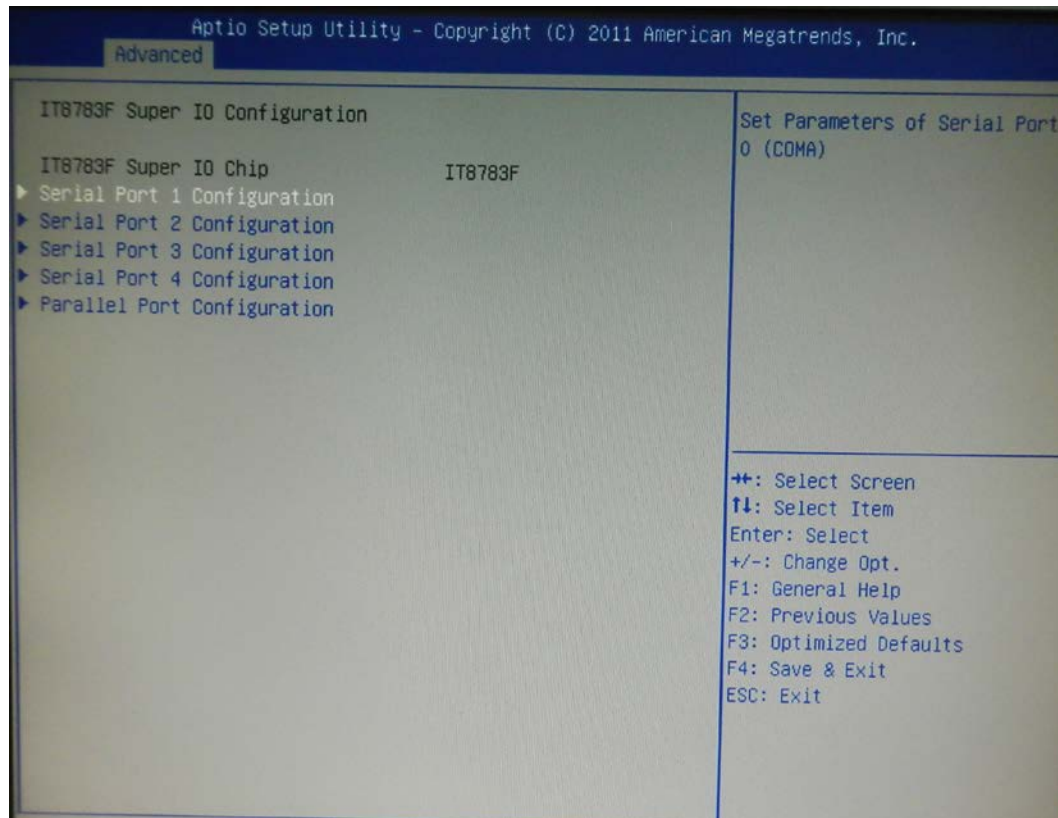 Aptio Setup Utility - Copyright (C) 2011 American Megatrends, Inc.
Advanced
IT8783F Super IO Configuration
IT8783F Super IO Chip IT8783F
Serial Port 1 Configuration
Serial Port 2 Configuration
Serial Port 3 Configuration
Serial Port 4 Configuration
Parallel Port Configuration
Set Parameters of Serial Port
0 (COMA)
→←: Select Screen
↑↓: Select Item
Enter: Select
+/-: Change Opt.
F1: General Help
F2: Previous Values
F3: Optimized Defaults
F4: Save & Exit
ESC: Exit